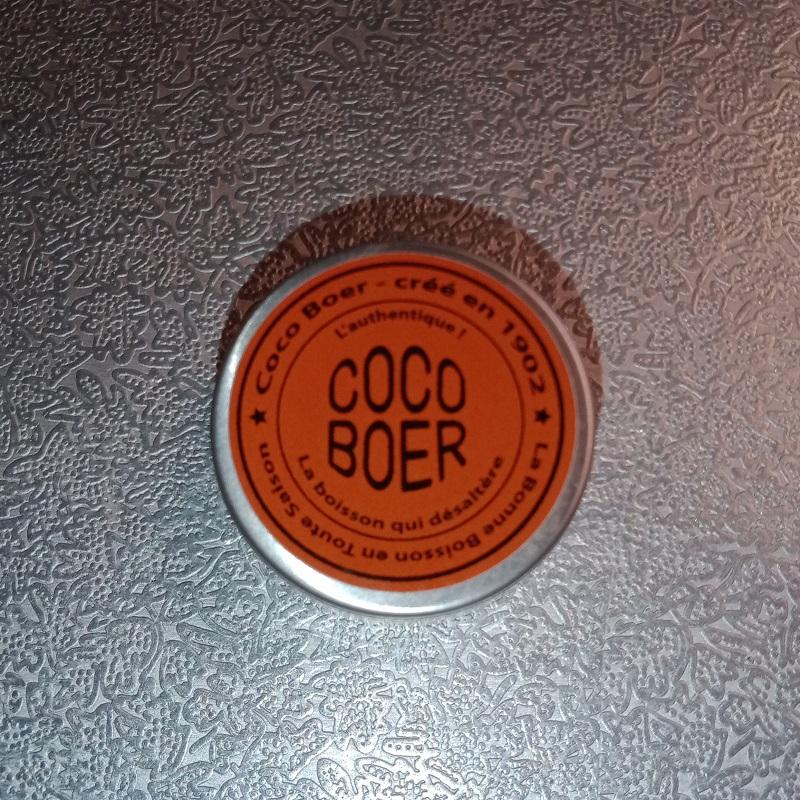 Coco Boer - créé en 1902
L'authentique !
COCO
BOER
La boisson qui désaltère
★ La Bonne Boisson en Toute Saison ★